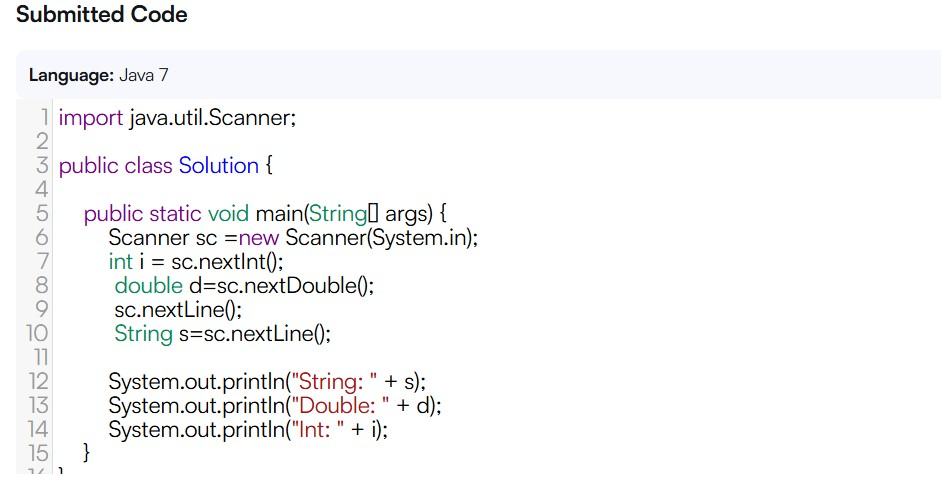 Submitted Code
Language: Java 7
1 import java.util.Scanner;
2
3 public class Solution {
4
5 public static void main(String[] args) {
6 Scanner sc =new Scanner(System.in);
7 int i = sc.nextInt();
8 double d=sc.nextDouble();
9 sc.nextLine();
10 String s=sc.nextLine();
11
12 System.out.println("String: " + s);
13 System.out.println("Double: " + d);
14 System.out.println("Int: " + i);
15 }